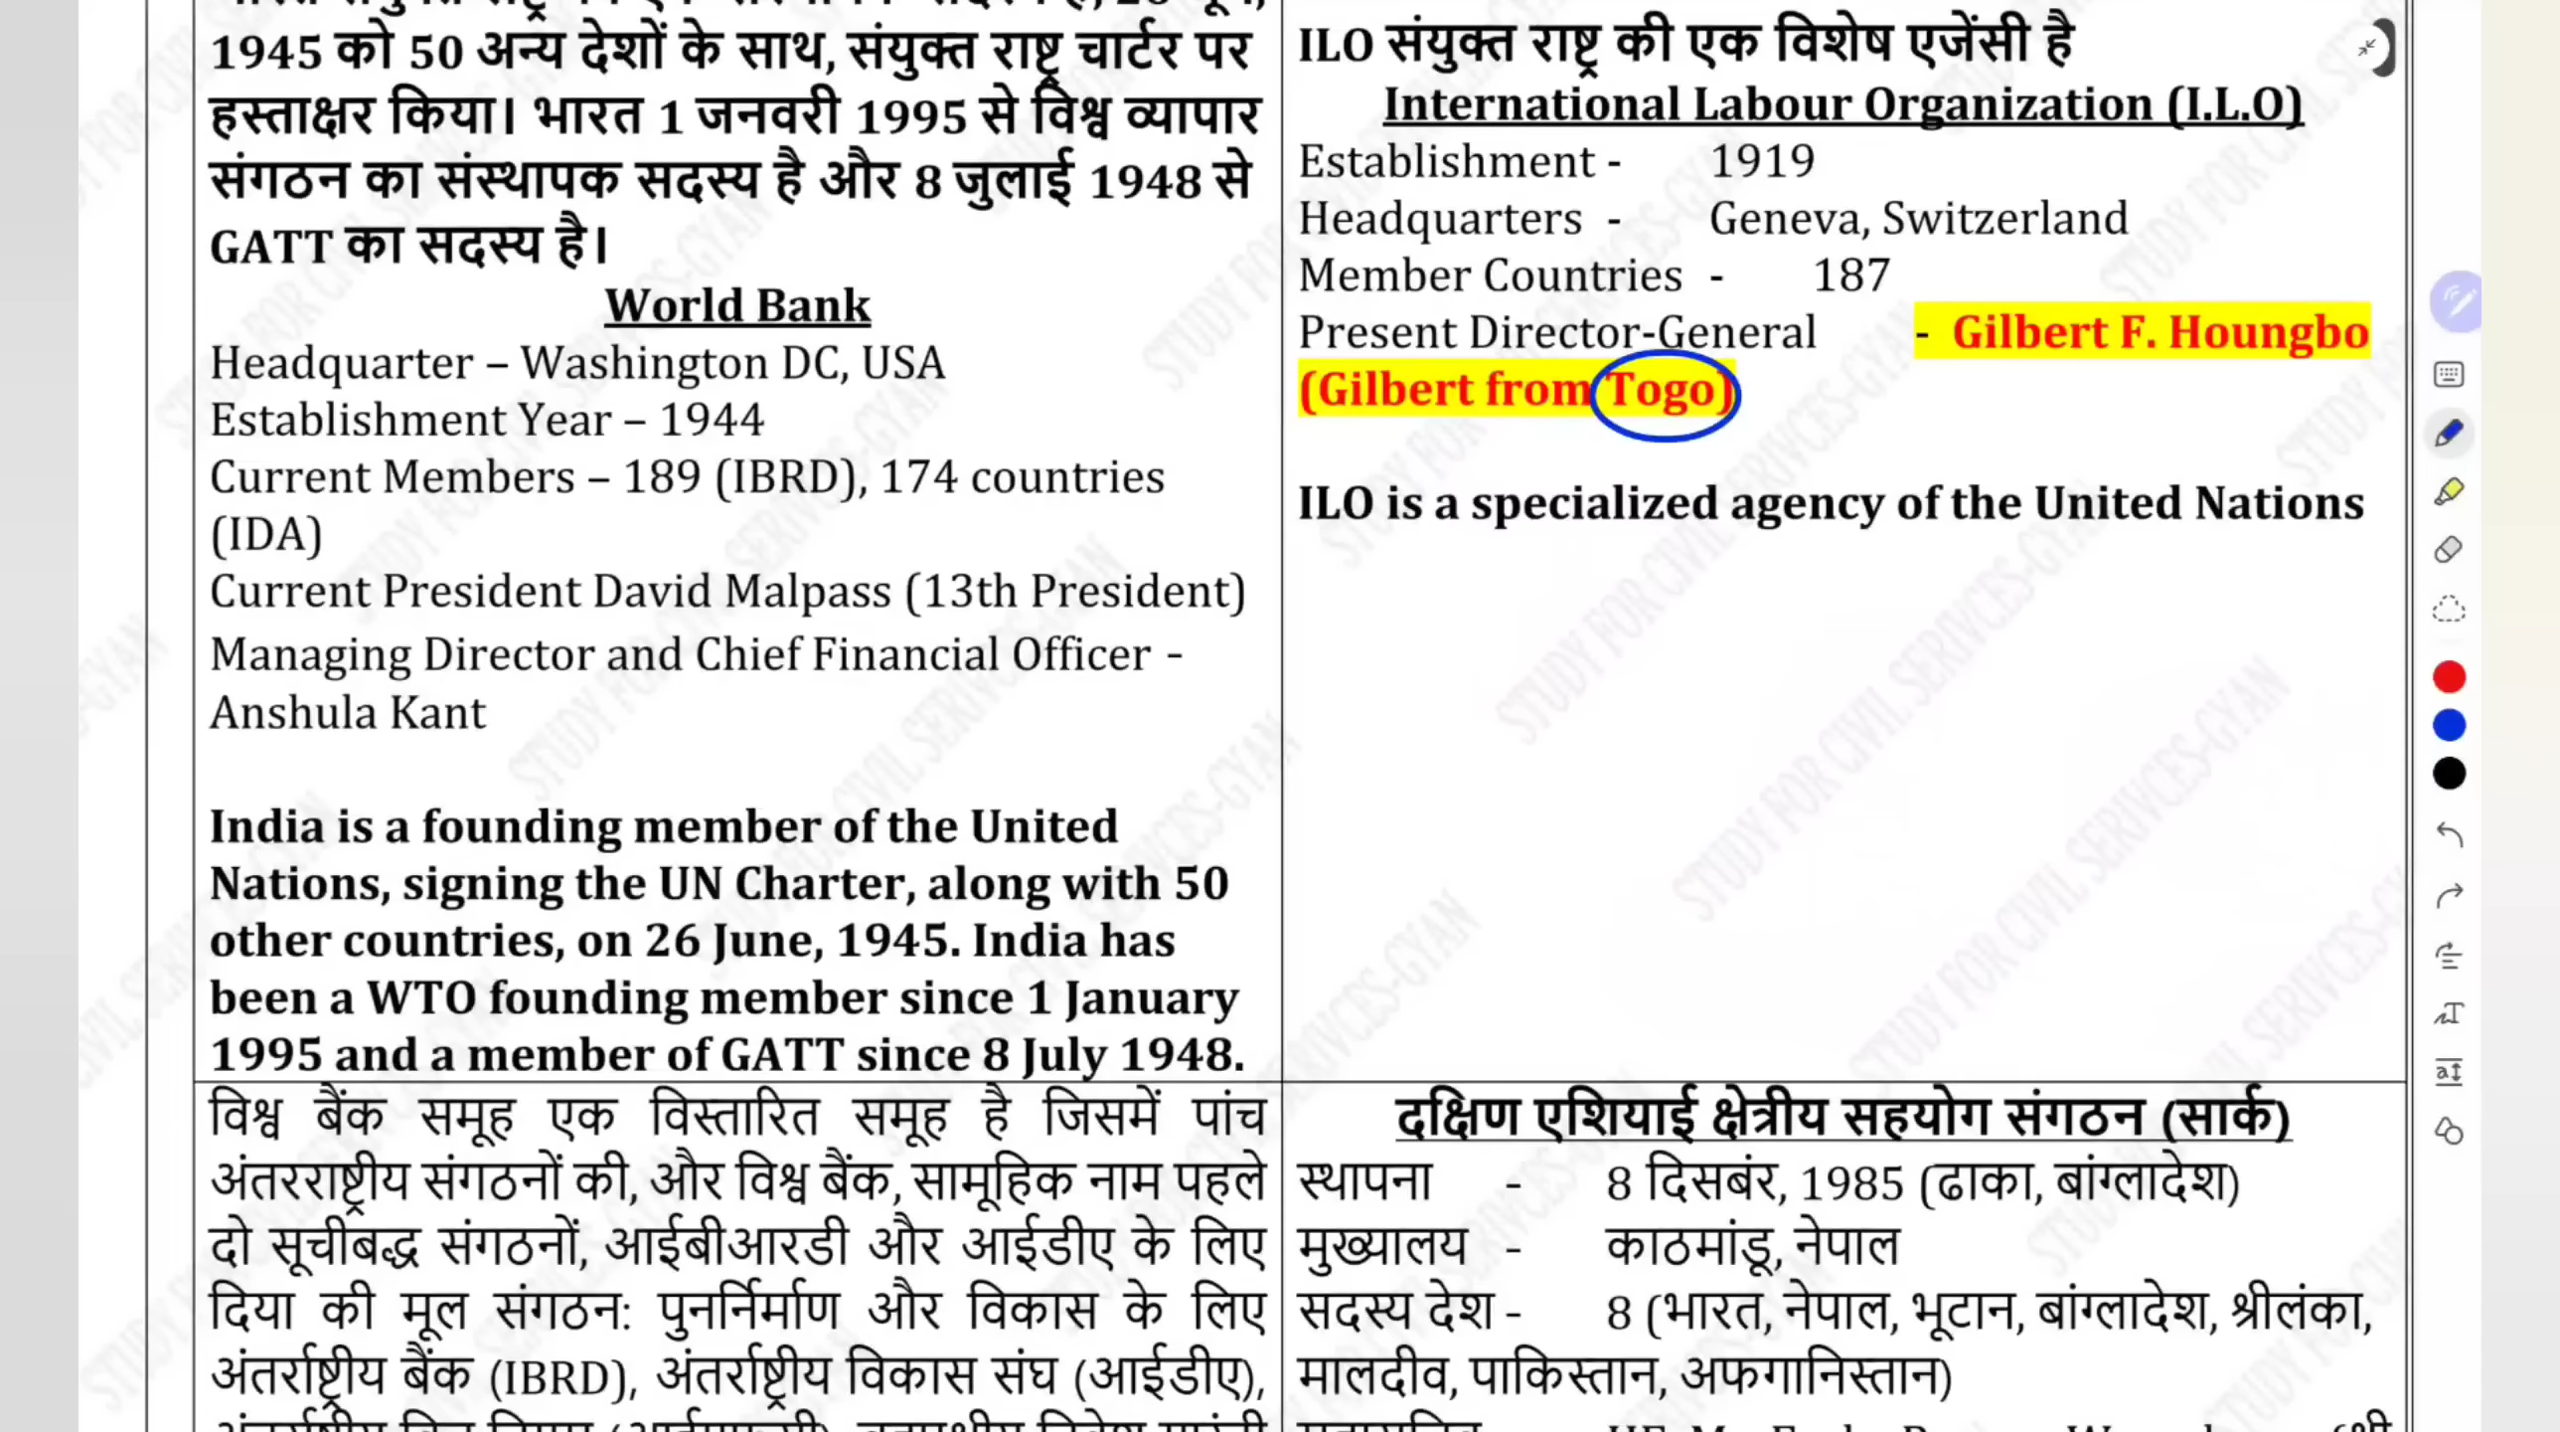 1945 को 50 अन्य देशों के साथ, संयुक्त राष्ट्र चार्टर पर
हस्ताक्षर किया। भारत 1 जनवरी 1995 से विश्व व्यापार
संगठन का संस्थापक सदस्य है और 8 जुलाई 1948 से
GATT का सदस्य है।
World Bank
Headquarter – Washington DC, USA
Establishment Year – 1944
Current Members – 189 (IBRD), 174 countries
(IDA)
Current President David Malpass (13th President)
Managing Director and Chief Financial Officer -
Anshula Kant
India is a founding member of the United
Nations, signing the UN Charter, along with 50
other countries, on 26 June, 1945. India has
been a WTO founding member since 1 January
1995 and a member of GATT since 8 July 1948.
ILO संयुक्त राष्ट्र की एक विशेष एजेंसी है
International Labour Organization (I.L.O)
Establishment - 1919
Headquarters - Geneva, Switzerland
Member Countries - 187
Present Director-General - Gilbert F. Houngbo
(Gilbert from Togo)
ILO is a specialized agency of the United Nations
विश्व बैंक समूह एक विस्तारित समूह है जिसमें पांच
अंतरराष्ट्रीय संगठनों की, और विश्व बैंक, सामूहिक नाम पहले
दो सूचीबद्ध संगठनों, आईबीआरडी और आईडीए के लिए
दिया की मूल संगठन: पुनर्निर्माण और विकास के लिए
अंतर्राष्ट्रीय बैंक (IBRD), अंतर्राष्ट्रीय विकास संघ (आईडीए),
दक्षिण एशियाई क्षेत्रीय सहयोग संगठन (सार्क)
स्थापना - 8 दिसबंर, 1985 (ढाका, बांग्लादेश)
मुख्यालय - काठमांडू, नेपाल
सदस्य देश - 8 (भारत, नेपाल, भूटान, बांग्लादेश, श्रीलंका,
मालदीव, पाकिस्तान, अफगानिस्तान)
STUDY FOR CIVIL SERIVCES-GYAN